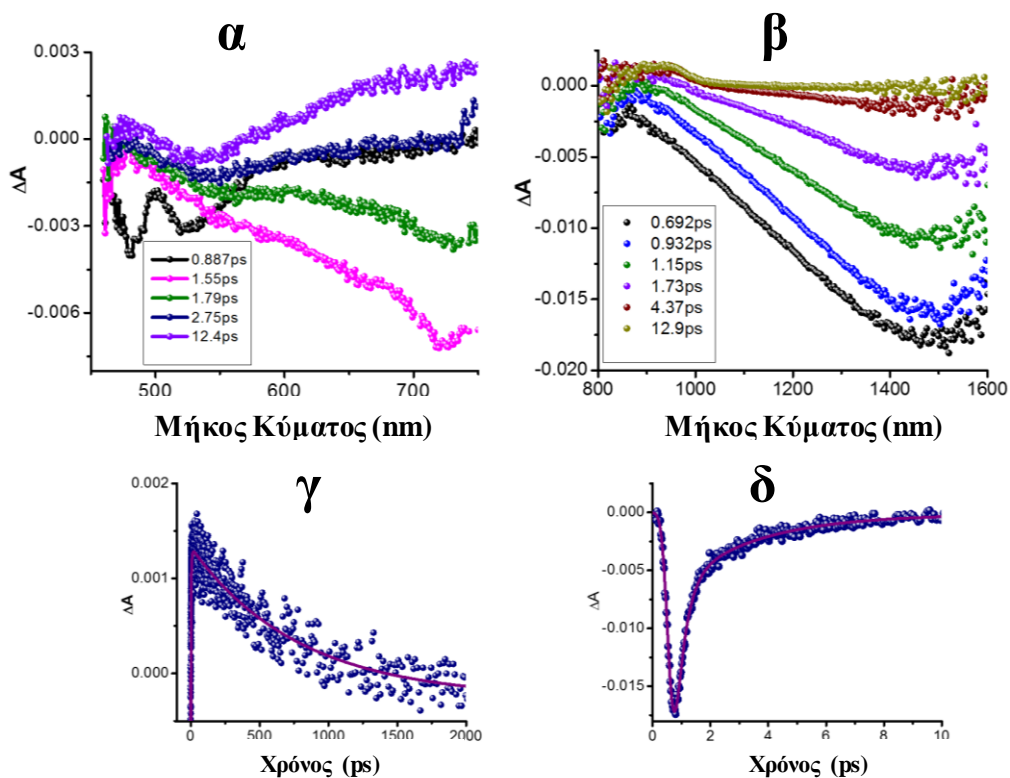 α
0.003
0.000
-0.003
-0.006
ΔA
0.887ps
1.55ps
1.79ps
2.75ps
12.4ps
500
600
700
Μήκος Κύματος (nm)
β
0.000
-0.005
-0.010
-0.015
-0.020
ΔA
0.692ps
0.932ps
1.15ps
1.73ps
4.37ps
12.9ps
800
1000
1200
1400
1600
Μήκος Κύματος (nm)
γ
0.002
0.001
0.000
ΔA
0
500
1000
1500
2000
Χρόνος (ps)
δ
0.000
-0.005
-0.010
-0.015
ΔA
0
2
4
6
8
10
Χρόνος (ps)